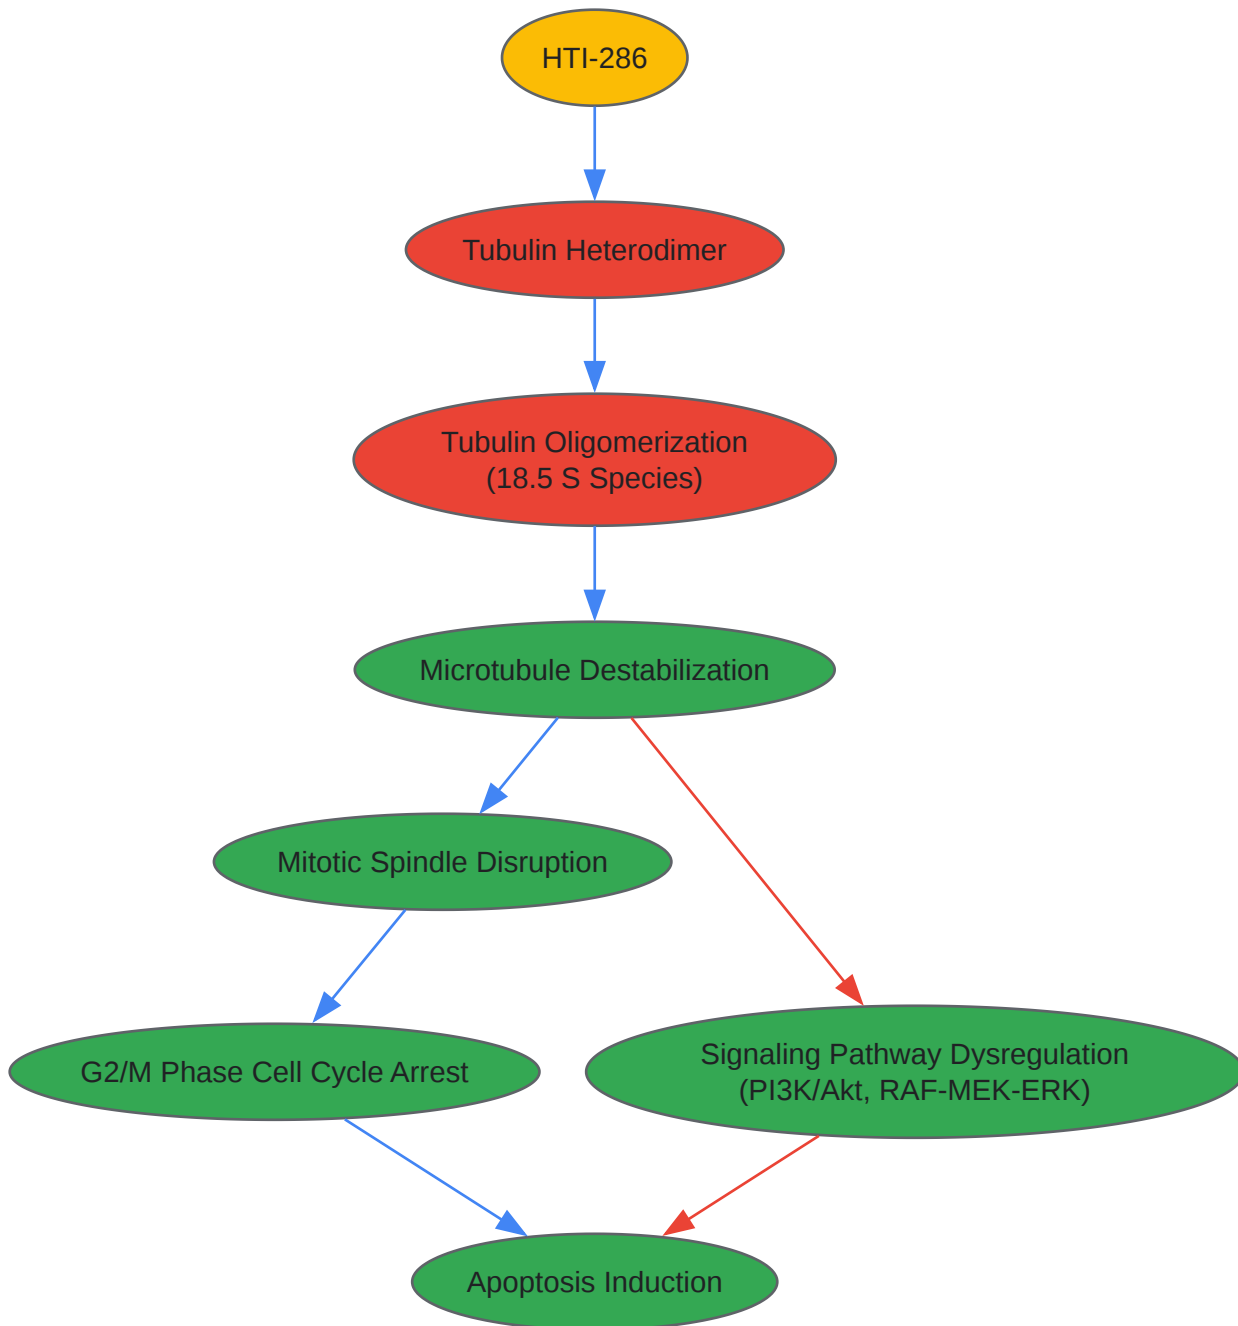 HTI-286
Tubulin Heterodimer
Tubulin Oligomerization
(18.5 S Species)
Microtubule Destabilization
Mitotic Spindle Disruption
G2/M Phase Cell Cycle Arrest
Signaling Pathway Dysregulation
(PI3K/Akt, RAF-MEK-ERK)
Apoptosis Induction